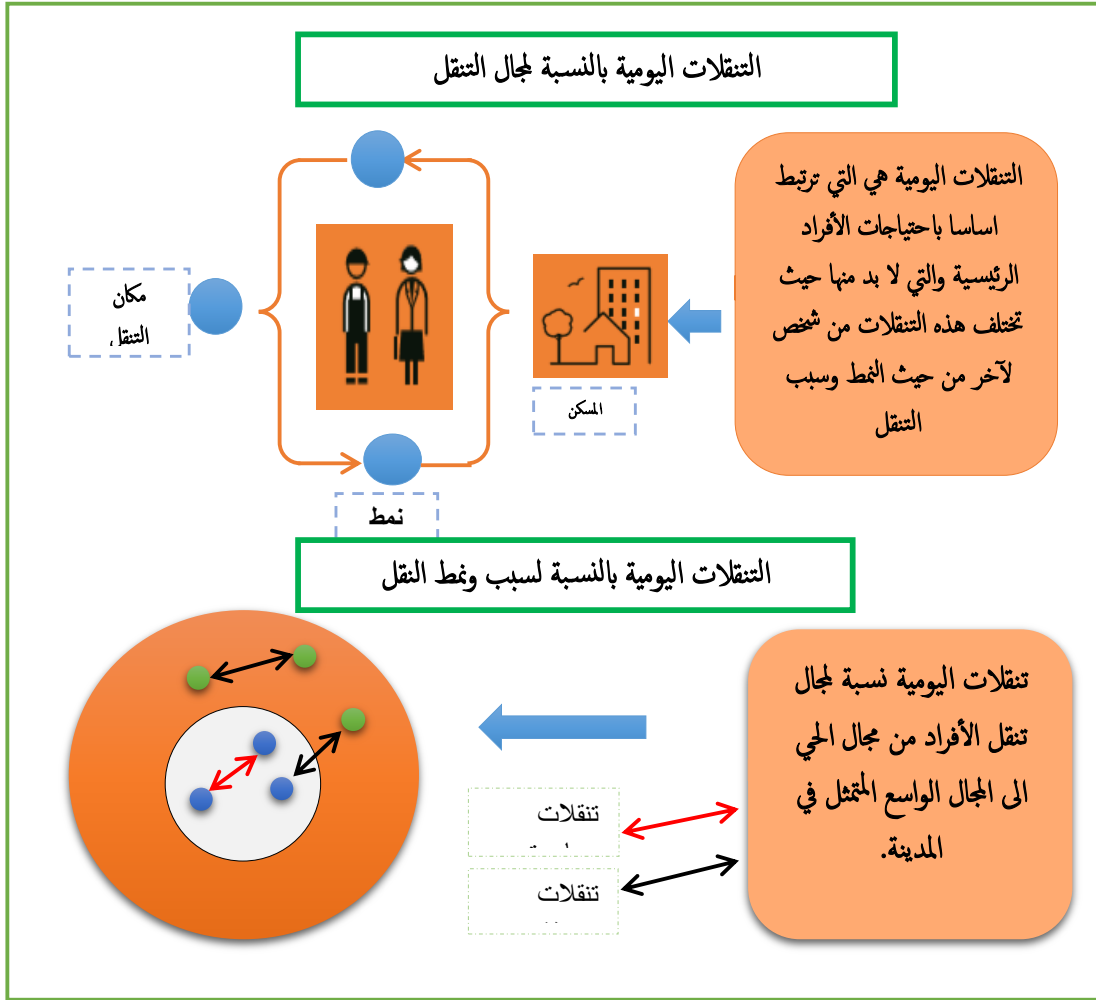 التنقلات اليومية بالنسبة لمجال التنقل
التنقلات اليومية هي التي ترتبط
اساسا باحتياجات الأفراد
الرئيسية والتي لا بد منها حيث
تختلف هذه التنقلات من شخص
لآخر من حيث النمط وسبب
التنقل
المسكن
مكان
التنقل
نمط
التنقلات اليومية بالنسبة لسبب ونمط النقل
تنقلات اليومية نسبة لمجال
تنقل الأفراد من مجال الحي
الى المجال الواسع المتمثل في
المدينة.
تنقلات
تنقلات